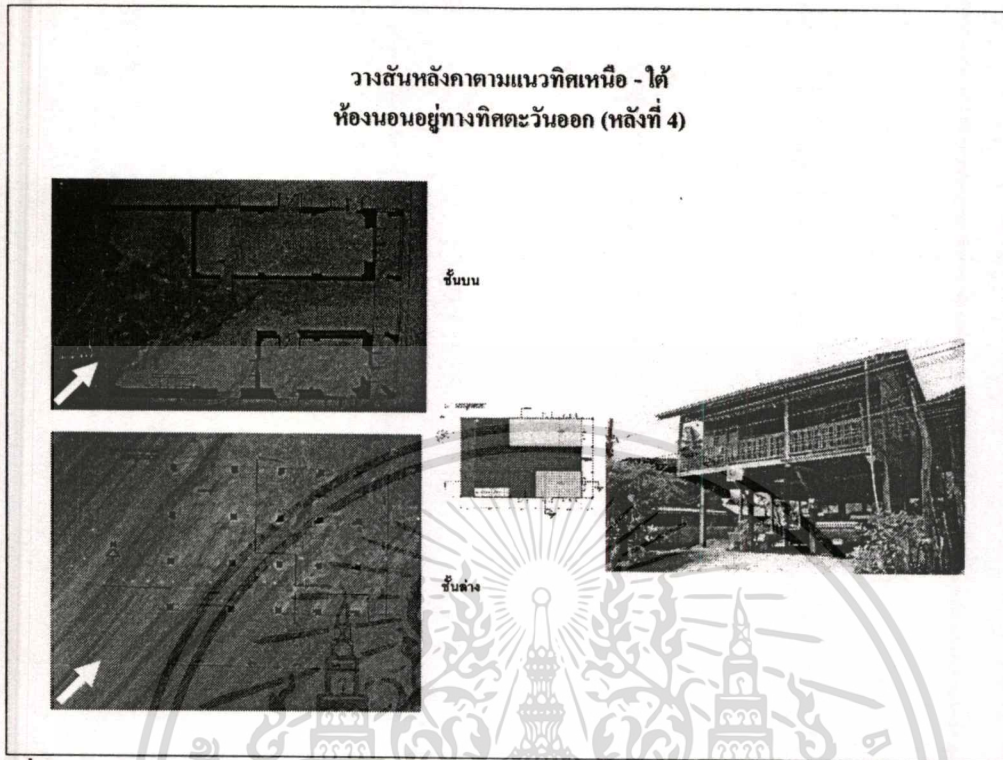 วางสันหลังคาตามแนวทิศเหนือ - ใต้
ห้องนอนอยู่ทางทิศตะวันออก (หลังที่ 4)
ชั้นบน
ชั้นล่าง